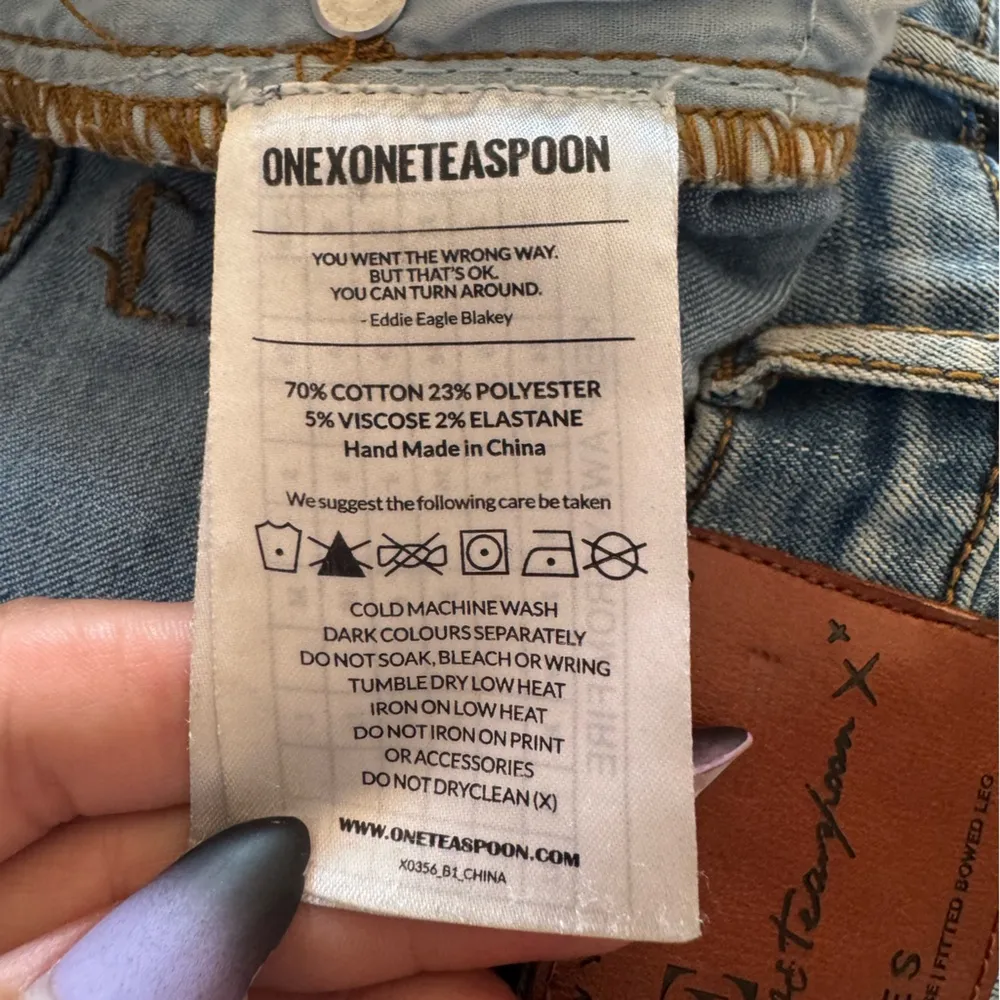 ONEXONETEASPOON
YOU WENT THE WRONG WAY.
BUT THAT'S OK.
YOU CAN TURN AROUND.
- Eddie Eagle Blakey
70% COTTON 23% POLYESTER
5% VISCOSE 2% ELASTANE
Hand Made in China
We suggest the following care be taken
COLD MACHINE WASH
DARK COLOURS SEPARATELY
DO NOT SOAK, BLEACH OR WRING
TUMBLE DRY LOW HEAT
IRON ON LOW HEAT
DO NOT IRON ON PRINT
OR ACCESSORIES
DO NOT DRYCLEAN (X)
WWW.ONETEASPOON.COM
X0356_B1_CHINA
Teaspoon X
FITTED BOWED LEG